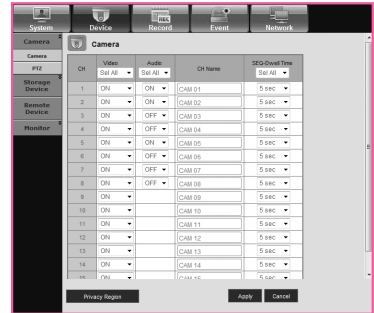 System Device Record Event Network
REC
Camera
Camera
PTZ
Storage Device
Remote Device
Monitor
Camera
CH Video Audio CH Name SEQ-Dwell Time
Sel All Sel All Sel All
1 ON ON CAM 01 5 sec
2 ON ON CAM 02 5 sec
3 ON OFF CAM 03 5 sec
4 ON OFF CAM 04 5 sec
5 ON ON CAM 05 5 sec
6 ON OFF CAM 06 5 sec
7 ON OFF CAM 07 5 sec
8 ON OFF CAM 08 5 sec
9 ON CAM 09 5 sec
10 ON CAM 10 5 sec
11 ON CAM 11 5 sec
12 ON CAM 12 5 sec
13 ON CAM 13 5 sec
14 ON CAM 14 5 sec
15 ON CAM 15 5 sec
Privacy Region Apply Cancel